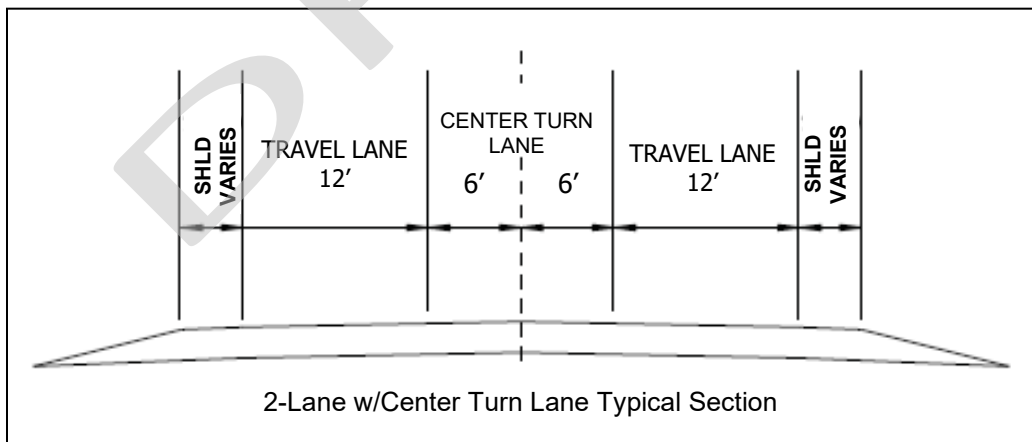 SHLD
VARIES
TRAVEL LANE
12'
CENTER TURN
LANE
6'
6'
TRAVEL LANE
12'
SHLD
VARIES
2-Lane w/Center Turn Lane Typical Section
D